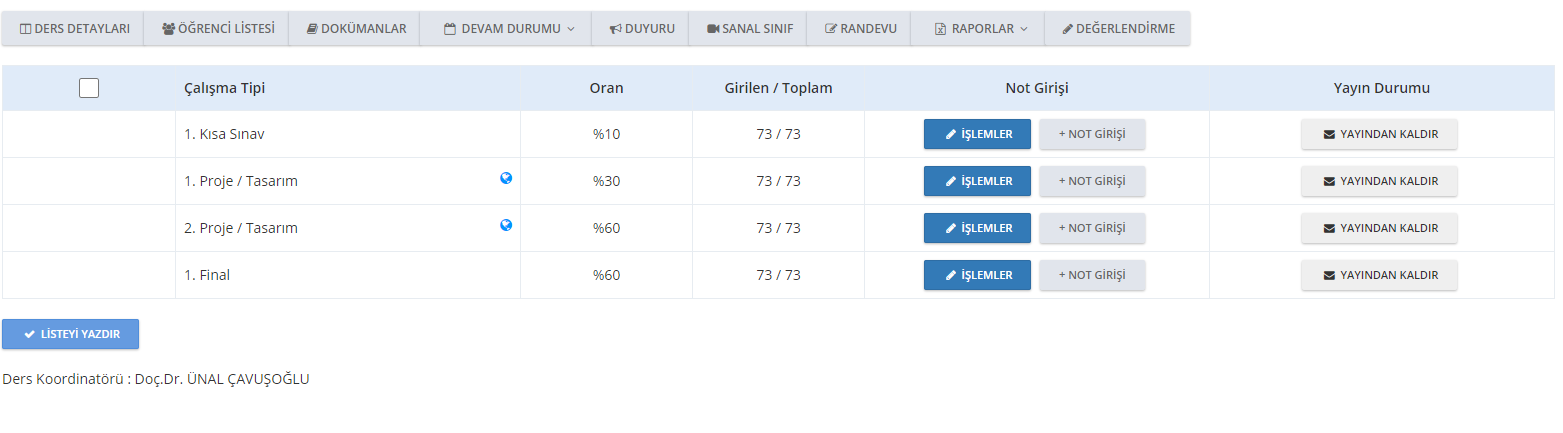 DERS DETAYLARI ÖĞRENCİ LİSTESİ DOKÜMANLAR DEVAM DURUMU DUYURU SANAL SINIF RANDEVU RAPORLAR DEĞERLENDİRME
Çalışma Tipi Oran Girilen / Toplam Not Girişi Yayın Durumu
1. Kısa Sınav %10 73 / 73 İŞLEMLER + NOT GİRİŞİ YAYINDAN KALDIR
1. Proje / Tasarım %30 73 / 73 İŞLEMLER + NOT GİRİŞİ YAYINDAN KALDIR
2. Proje / Tasarım %60 73 / 73 İŞLEMLER + NOT GİRİŞİ YAYINDAN KALDIR
1. Final %60 73 / 73 İŞLEMLER + NOT GİRİŞİ YAYINDAN KALDIR
LİSTEYİ YAZDIR
Ders Koordinatörü : Doç.Dr. ÜNAL ÇAVUŞOĞLU